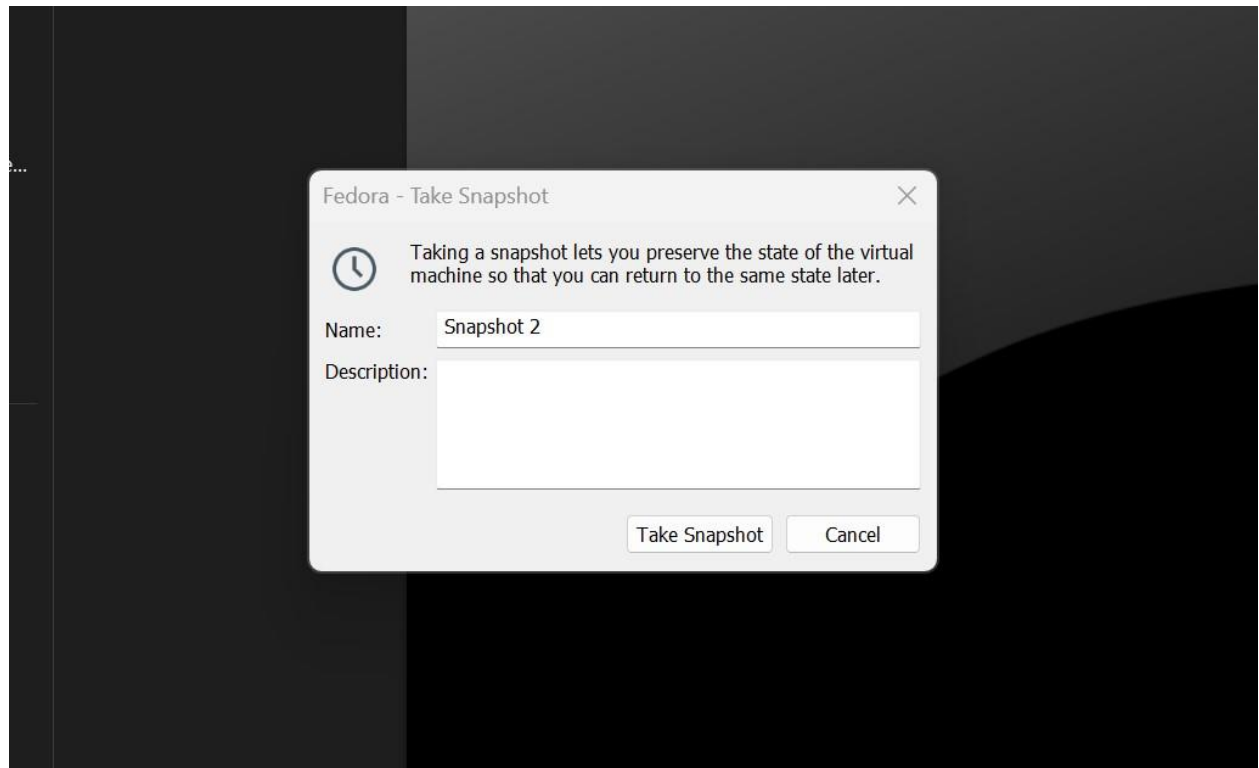 e...
Fedora - Take Snapshot
Taking a snapshot lets you preserve the state of the virtual
machine so that you can return to the same state later.
Name:
Snapshot 2
Description:
Take Snapshot
Cancel